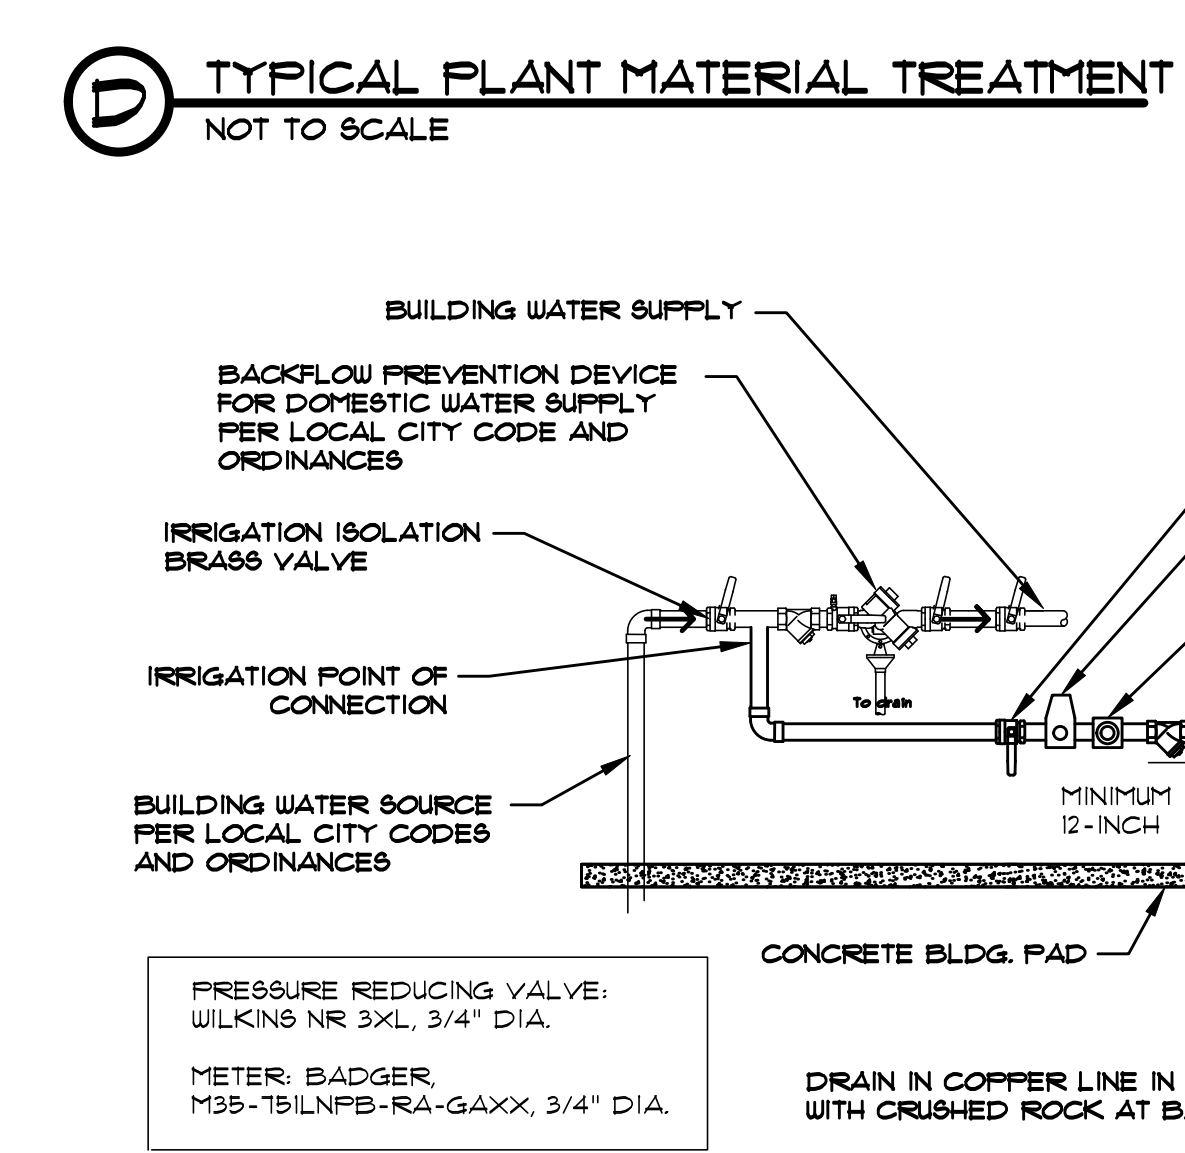 D
TYPICAL PLANT MATERIAL TREATMENT
NOT TO SCALE
BUILDING WATER SUPPLY
BACKFLOW PREVENTION DEVICE
FOR DOMESTIC WATER SUPPLY
PER LOCAL CITY CODE AND
ORDINANCES
IRRIGATION ISOLATION
BRASS VALVE
IRRIGATION POINT OF
CONNECTION
To drain
BUILDING WATER SOURCE
PER LOCAL CITY CODES
AND ORDINANCES
MINIMUM
12-INCH
CONCRETE BLDG. PAD
PRESSURE REDUCING VALVE:
WILKINS NR 3XL, 3/4" DIA.
METER: BADGER,
M35-751LNPB-RA-GAXX, 3/4" DIA.
DRAIN IN COPPER LINE IN
WITH CRUSHED ROCK AT